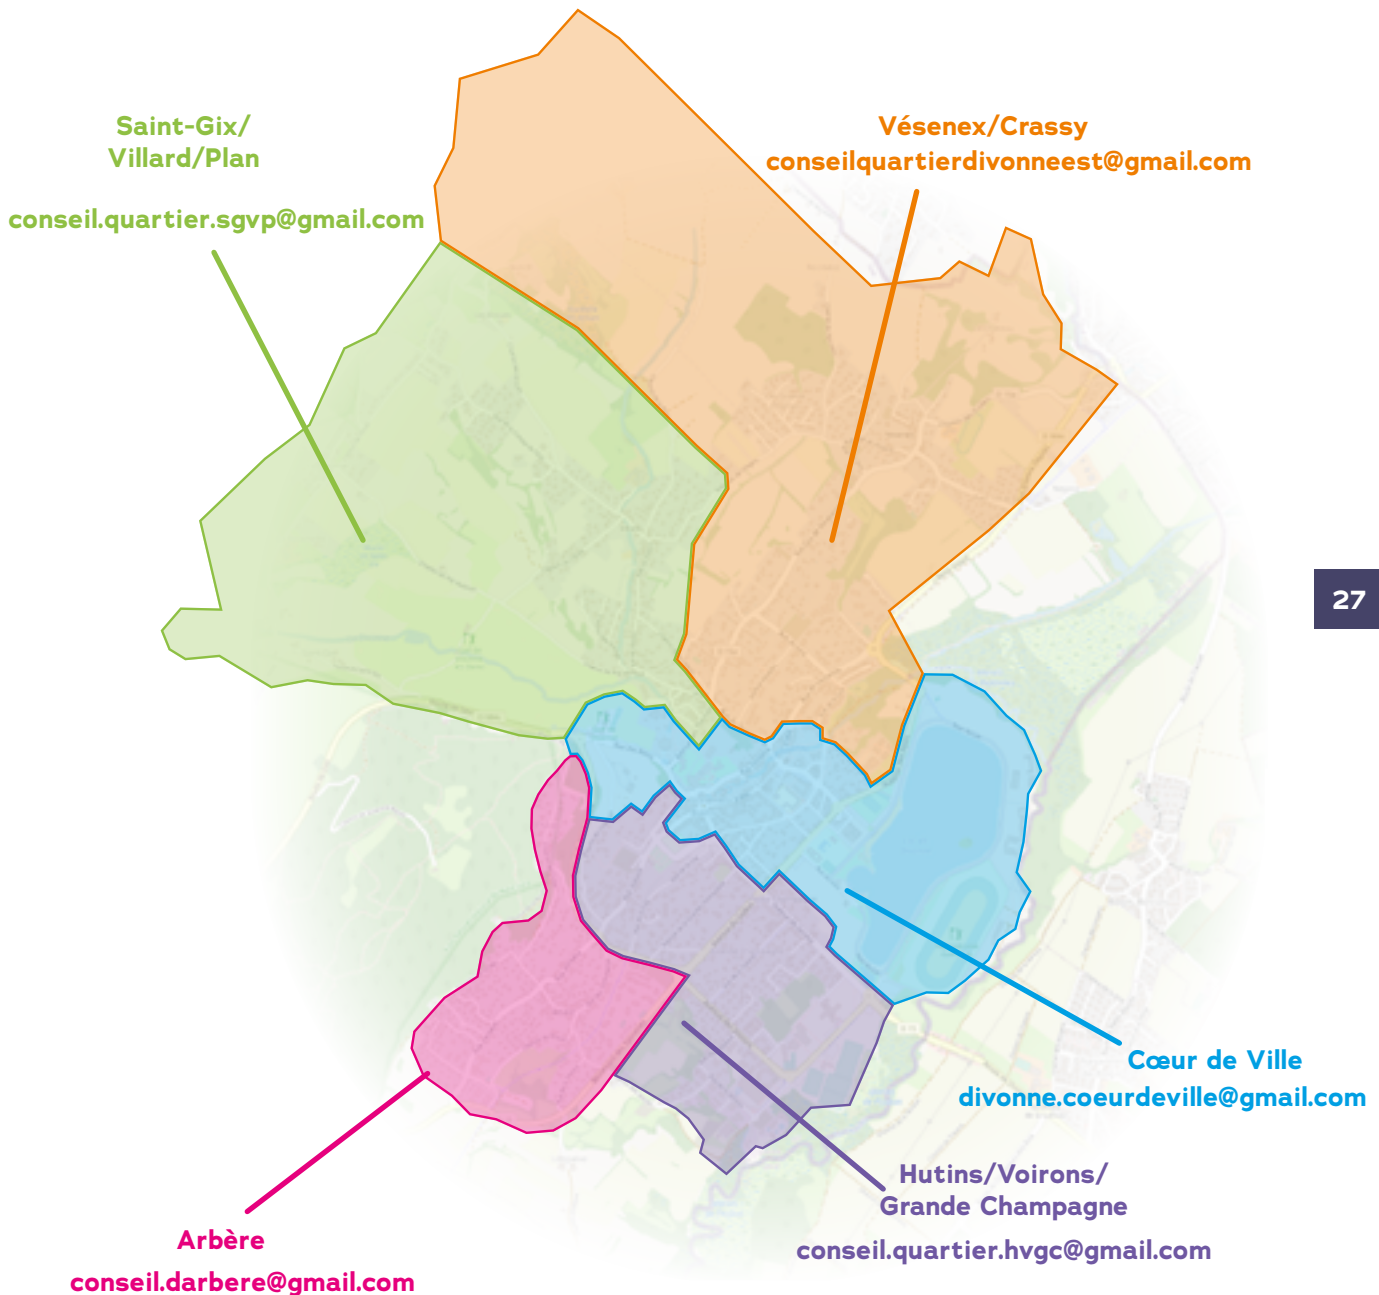 Saint-Gix/
Villard/Plan
conseil.quartier.sgvp@gmail.com
Vésenex/Crassy
conseilquartierdivonneest@gmail.com
27
Cœur de Ville
divonne.coeurdeville@gmail.com
Hutins/Voirons/
Grande Champagne
conseil.quartier.hvgc@gmail.com
Arbère
conseil.darbere@gmail.com